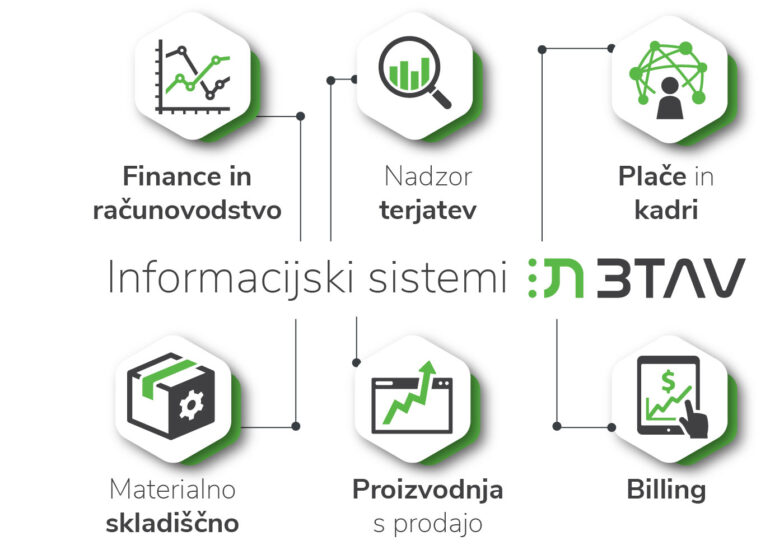 Finance in
računovodstvo
Nadzor
terjatev
Plače in
kadri
Informacijski sistemi 3TAV
Materialno
skladiščno
Proizvodnja
s prodajo
$
Billing